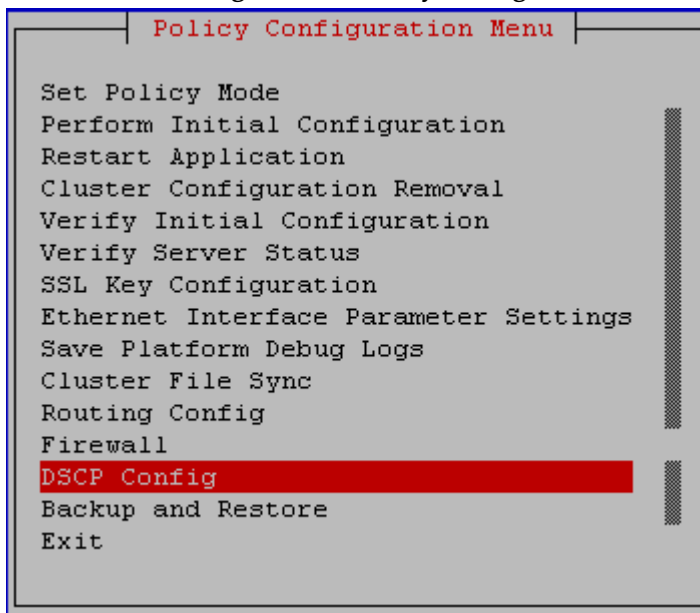 Policy Configuration Menu
Set Policy Mode
Perform Initial Configuration
Restart Application
Cluster Configuration Removal
Verify Initial Configuration
Verify Server Status
SSL Key Configuration
Ethernet Interface Parameter Settings
Save Platform Debug Logs
Cluster File Sync
Routing Config
Firewall
DSCP Config
Backup and Restore
Exit